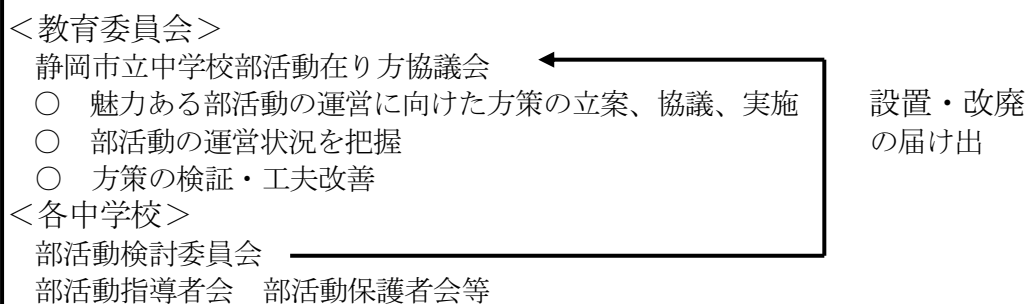 ＜教育委員会＞
静岡市立中学校部活動在り方協議会
○　魅力ある部活動の運営に向けた方策の立案、協議、実施
○　部活動の運営状況を把握
○　方策の検証・工夫改善
＜各中学校＞
部活動検討委員会
部活動指導者会　部活動保護者会等
設置・改廃
の届け出